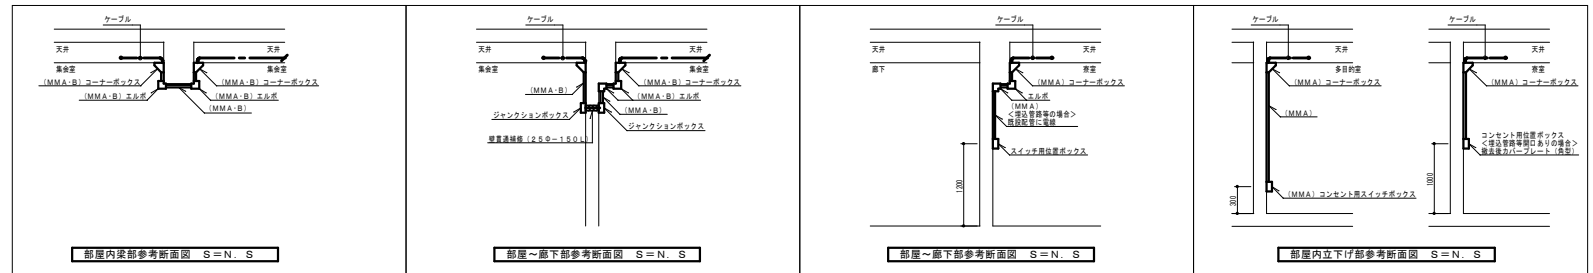 ケーブル
天井
天井
集会室
集会室
(MMA・B) コーナーボックス
(MMA・B) コーナーボックス
(MMA・B) エルボ
(MMA・B) エルボ
(MMA・B)
部屋内梁部参考断面図 S=N. S
ケーブル
天井
天井
集会室
集会室
(MMA・B) コーナーボックス
(MMA・B)
(MMA・B) エルボ
(MMA・B)
ジャンクションボックス
ジャンクションボックス
壁貫通補修 (25Φ-150L)
部屋~廊下部参考断面図 S=N. S
ケーブル
天井
天井
廊下
寮室
(MMA) コーナーボックス
エルボ
(MMA)
<埋込管路等の場合>
既設配管に電線
スイッチ用位置ボックス
1200
部屋~廊下部参考断面図 S=N. S
ケーブル
天井
多目的室
(MMA) コーナーボックス
(MMA)
(MMA) コンセント用スイッチボックス
300
ケーブル
天井
寮室
(MMA) コーナーボックス
コンセント用位置ボックス
<埋込管路等開口ありの場合>
撤去後カバープレート (角型)
1000
部屋内立下げ部参考断面図 S=N. S